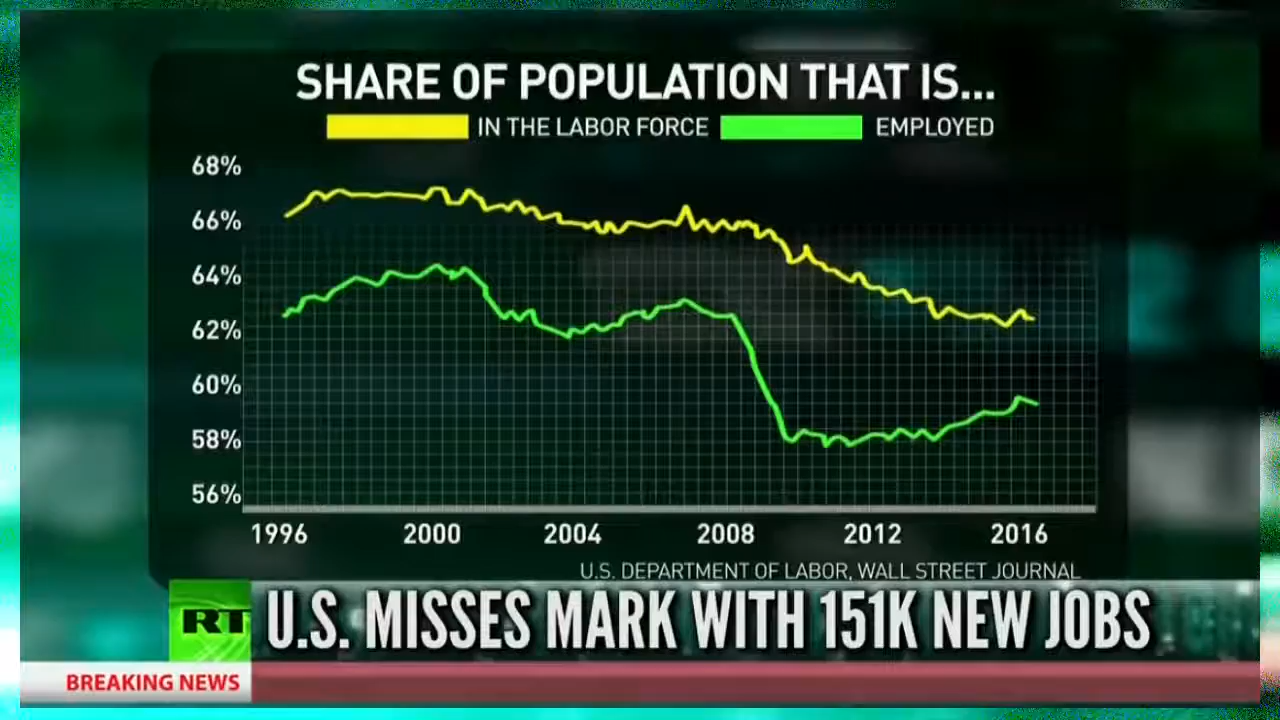 SHARE OF POPULATION THAT IS...
IN THE LABOR FORCE EMPLOYED
68%
66%
64%
62%
60%
58%
56%
1996 2000 2004 2008 2012 2016
U.S. DEPARTMENT OF LABOR, WALL STREET JOURNAL
RT U.S. MISSES MARK WITH 151K NEW JOBS
BREAKING NEWS